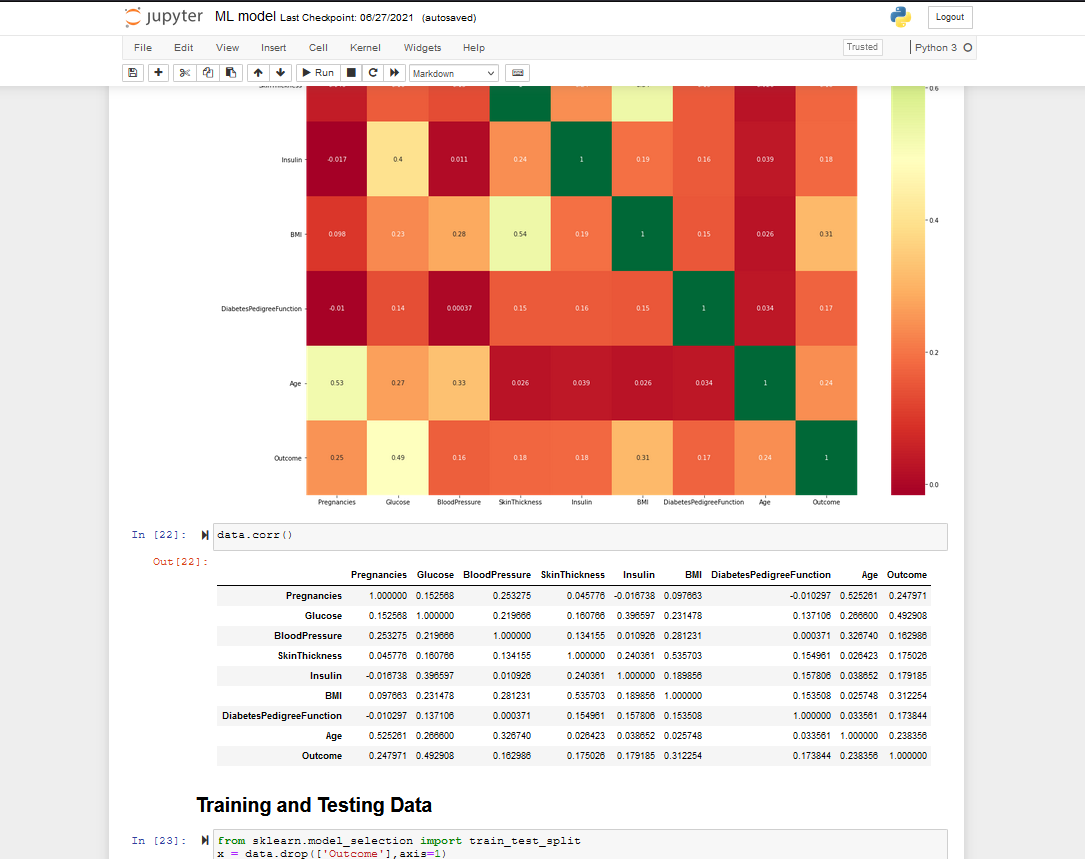 jupyter ML model Last Checkpoint: 06/27/2021 (autosaved) Logout
File Edit View Insert Cell Kernel Widgets Help Trusted Python 3
Run Markdown
0.6
Insulin -0.017 0.4 0.011 0.24 1 0.19 0.16 0.039 0.18
BMI 0.098 0.23 0.28 0.54 0.19 1 0.15 0.026 0.31
0.4
DiabetesPedigreeFunction -0.01 0.14 0.00037 0.15 0.16 0.15 1 0.034 0.17
0.2
Age 0.53 0.27 0.33 0.026 0.039 0.026 0.034 1 0.24
Outcome 0.25 0.49 0.16 0.18 0.18 0.31 0.17 0.24 1
0.0
Pregnancies Glucose BloodPressure SkinThickness Insulin BMI DiabetesPedigreeFunction Age Outcome
In [22]: data.corr()
Out[22]:
Pregnancies Glucose BloodPressure SkinThickness Insulin BMI DiabetesPedigreeFunction Age Outcome
Pregnancies 1.000000 0.152568 0.253275 0.045776 -0.016738 0.097663 -0.010297 0.525261 0.247971
Glucose 0.152568 1.000000 0.219666 0.160766 0.396597 0.231478 0.137106 0.266600 0.492908
BloodPressure 0.253275 0.219666 1.000000 0.134155 0.010926 0.281231 0.000371 0.326740 0.162986
SkinThickness 0.045776 0.160766 0.134155 1.000000 0.240361 0.535703 0.154961 0.026423 0.175026
Insulin -0.016738 0.396597 0.010926 0.240361 1.000000 0.189856 0.157806 0.038652 0.179185
BMI 0.097663 0.231478 0.281231 0.535703 0.189856 1.000000 0.153508 0.025748 0.312254
DiabetesPedigreeFunction -0.010297 0.137106 0.000371 0.154961 0.157806 0.153508 1.000000 0.033561 0.173844
Age 0.525261 0.266600 0.326740 0.026423 0.038652 0.025748 0.033561 1.000000 0.238356
Outcome 0.247971 0.492908 0.162986 0.175026 0.179185 0.312254 0.173844 0.238356 1.000000
Training and Testing Data
In [23]: from sklearn.model_selection import train_test_split
x = data.drop(['Outcome'],axis=1)